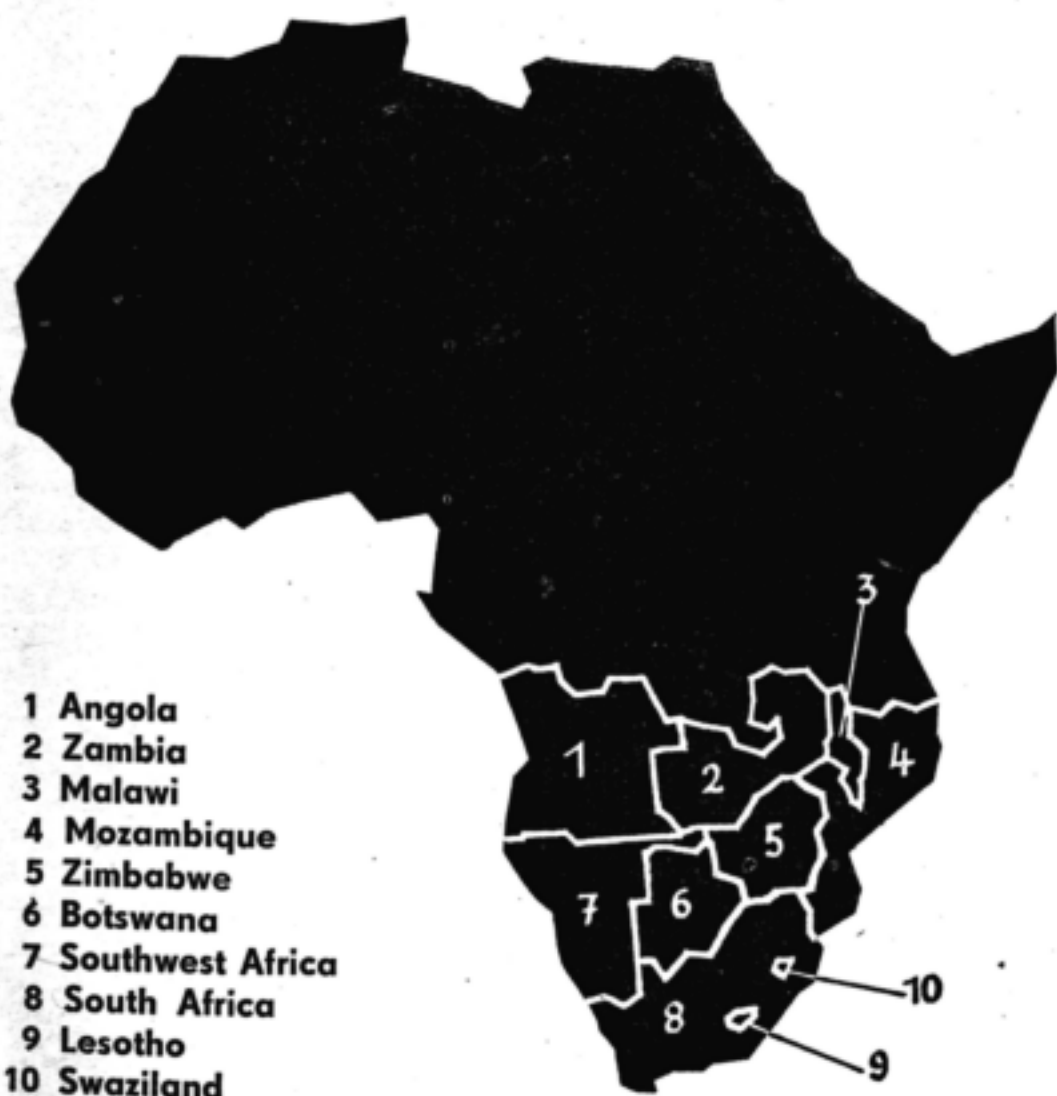 3
1
2
4
5
7
6
10
8
9
1 Angola
2 Zambia
3 Malawi
4 Mozambique
5 Zimbabwe
6 Botswana
7 Southwest Africa
8 South Africa
9 Lesotho
10 Swaziland